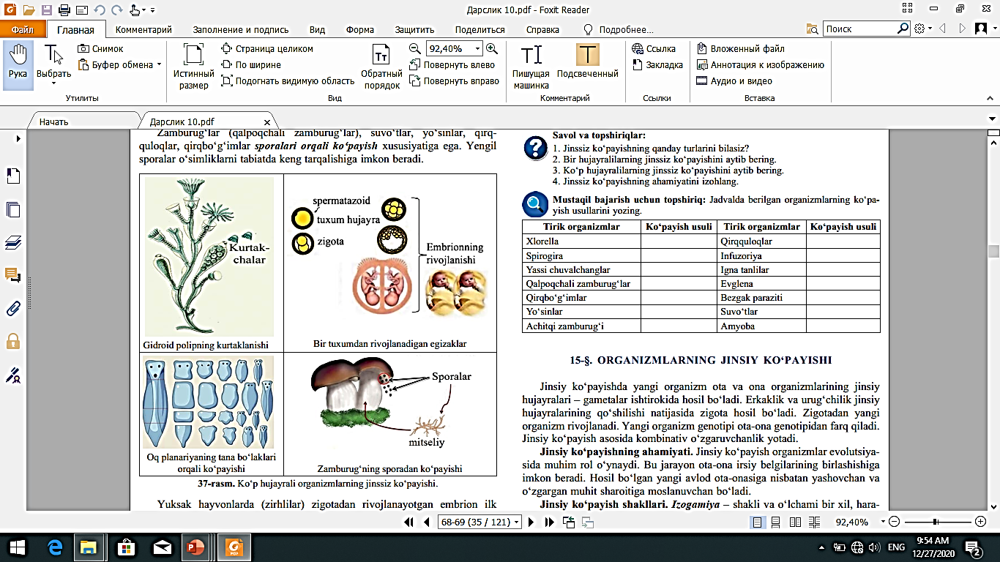 Дарслик 10.pdf - Foxit Reader
Файл
Главная
Комментарий
Заполнение и подпись
Вид
Форма
Защитить
Поделиться
Справка
Подробнее...
Поиск
Рука
Выбрать
Снимок
Буфер обмена
Утилиты
Истинный размер
Страница целиком
По ширине
Подогнать видимую область
Обратный порядок
92,40%
Повернуть влево
Повернуть вправо
Вид
Пишущая машинка
Подсвеченный
Комментарий
Ссылка
Закладка
Ссылки
Вложенный файл
Аннотация к изображению
Аудио и видео
Вставка
Начать
Дарслик 10.pdf
Zamburug‘lar (qalpoqchali zamburug‘lar), suvo‘tlar, yo‘sinlar, qirq-
quloqlar, qirqbo‘g‘imlar sporalari orqali ko‘payish xususiyatiga ega. Yengil
sporalar o‘simliklarni tabiatda keng tarqalishiga imkon beradi.
Kurtak-
chalar
Gidroid polipning kurtaklanishi
spermatazoid
tuxum hujayra
zigota
Embrionning
rivojlanishi
Bir tuxumdan rivojlanadigan egizaklar
Oq planariyaning tana bo‘laklari
orqali ko‘payishi
Sporalar
mitseliy
Zamburug‘ning sporadan ko‘payishi
37-rasm. Ko‘p hujayrali organizmlarning jinssiz ko‘payishi.
Yuksak hayvonlarda (zirhlilar) zigotadan rivojlanayotgan embrion ilk
Savol va topshiriqlar:
1. Jinssiz ko‘payishning qanday turlarini bilasiz?
2. Bir hujayralilarning jinssiz ko‘payishini aytib bering.
3. Ko‘p hujayralilarning jinssiz ko‘payishini aytib bering.
4. Jinssiz ko‘payishning ahamiyatini izohlang.
Mustaqil bajarish uchun topshiriq: Jadvalda berilgan organizmlarning ko‘pa-
yish usullarini yozing.
Tirik organizmlar Ko‘payish usuli Tirik organizmlar Ko‘payish usuli
Xlorella Qirqquloqlar
Spirogira Infuzoriya
Yassi chuvalchanglar Igna tanlilar
Qalpoqchali zamburug‘lar Evglena
Qirqbo‘g‘imlar Bezgak paraziti
Yo‘sinlar Suvo‘tlar
Achitqi zamburug‘i Amyoba
15-§. ORGANIZMLARNING JINSIY KO‘PAYISHI
Jinsiy ko‘payishda yangi organizm ota va ona organizmlarining jinsiy
hujayralari – gametalar ishtirokida hosil bo‘ladi. Erkaklik va urug‘chilik jinsiy
hujayralarining qo‘shilishi natijasida zigota hosil bo‘ladi. Zigotadan yangi
organizm rivojlanadi. Yangi organizm genotipi ota-ona genotipidan farq qiladi.
Jinsiy ko‘payish asosida kombinativ o‘zgaruvchanlik yotadi.
Jinsiy ko‘payishning ahamiyati. Jinsiy ko‘payish organizmlar evolutsiya-
sida muhim rol o‘ynaydi. Bu jarayon ota-ona irsiy belgilarining birlashishiga
imkon beradi. Hosil bo‘lgan yangi avlod ota-onasiga nisbatan yashovchan va
o‘zgargan muhit sharoitiga moslanuvchan bo‘ladi.
Jinsiy ko‘payish shakllari. Izogamiya – shakli va o‘lchami bir xil, hara-
68-69 (35 / 121)
92,40%
ENG
9:54 AM
12/27/2020
2